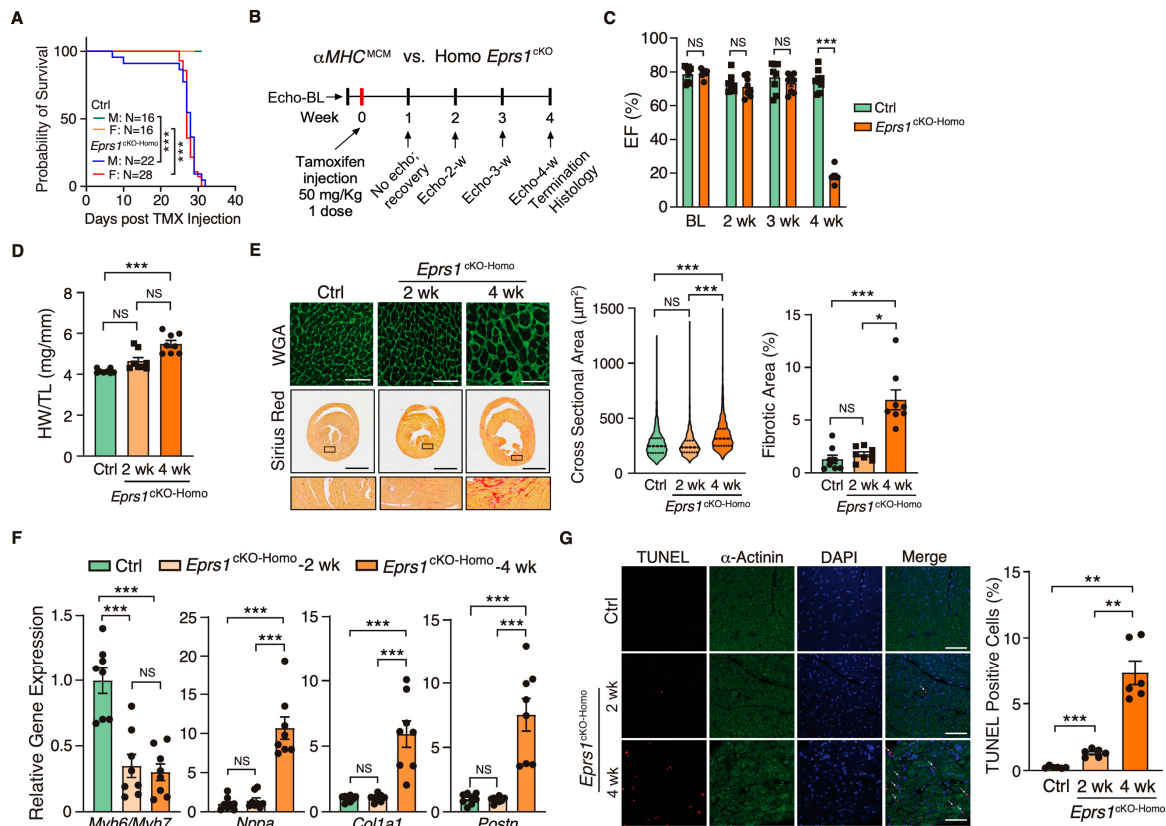 A
Probability of Survival
100
50
0
Ctrl
M: N=16
F: N=16
Eprs1cKO-Homo
M: N=22
F: N=28
***
***
0 10 20 30 40
Days post TMX Injection
B
αMHCMCM vs. Homo Eprs1cKO
Echo-BL
Week 0 1 2 3 4
Tamoxifen
injection
50 mg/Kg
1 dose
No echo;
recovery
Echo-2-w
Echo-3-w
Echo-4-w
Termination
Histology
C
EF (%)
100
80
60
40
20
0
NS NS NS ***
BL 2 wk 3 wk 4 wk
Ctrl
Eprs1cKO-Homo
D
HW/TL (mg/mm)
8
6
4
2
0
***
NS
NS
Ctrl 2 wk 4 wk
Eprs1cKO-Homo
E
Eprs1cKO-Homo
Ctrl 2 wk 4 wk
WGA
Sirius Red
Cross Sectional Area (µm2)
1500
1000
500
0
***
NS ***
Ctrl 2 wk 4 wk
Eprs1cKO-Homo
Fibrotic Area (%)
15
10
5
0
***
*
NS
Ctrl 2 wk 4 wk
Eprs1cKO-Homo
F
Ctrl Eprs1cKO-Homo-2 wk Eprs1cKO-Homo-4 wk
Relative Gene Expression
1.5
1.0
0.5
0.0
***
***
NS
Myh6/Myh7
25
20
15
10
5
0
***
***
NS
Nppa
15
10
5
0
***
***
NS
Col1a1
15
10
5
0
***
***
NS
Postn
G
TUNEL α-Actinin DAPI Merge
Ctrl
2 wk
4 wk
Eprs1cKO-Homo
TUNEL Positive Cells (%)
15
10
5
0
**
**
***
Ctrl 2 wk 4 wk
Eprs1cKO-Homo